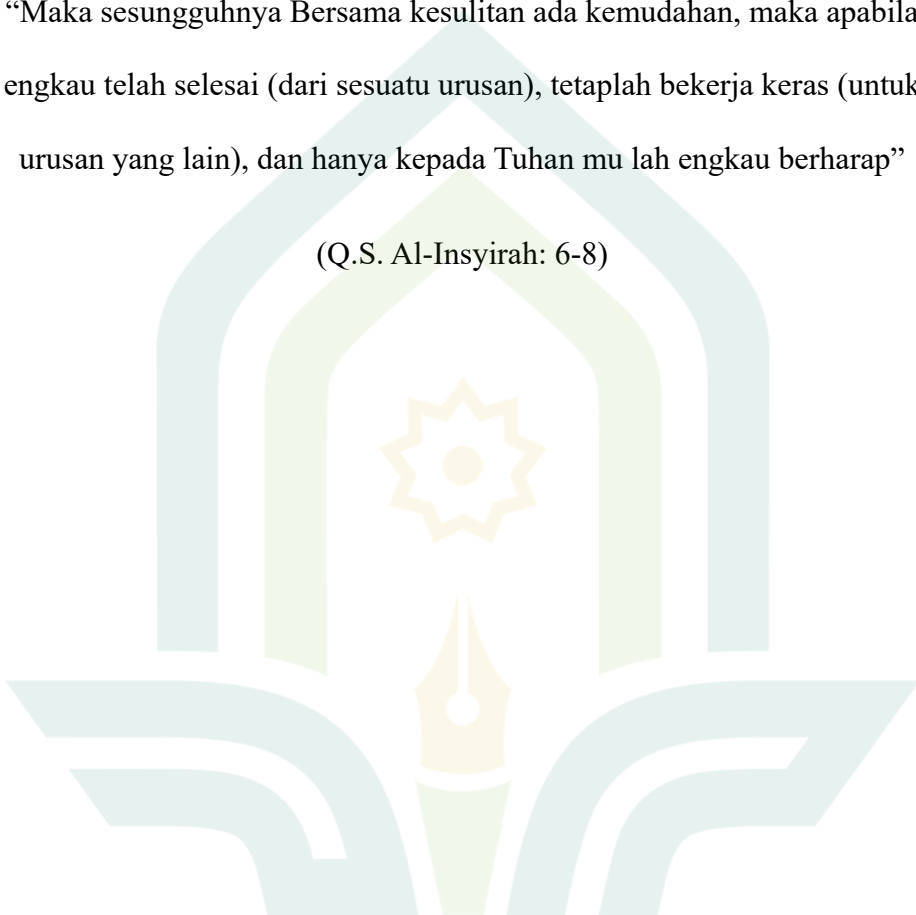 “Maka sesungguhnya Bersama kesulitan ada kemudahan, maka apabila
engkau telah selesai (dari sesuatu urusan), tetaplah bekerja keras (untuk
urusan yang lain), dan hanya kepada Tuhan mu lah engkau berharap”
(Q.S. Al-Insyirah: 6-8)